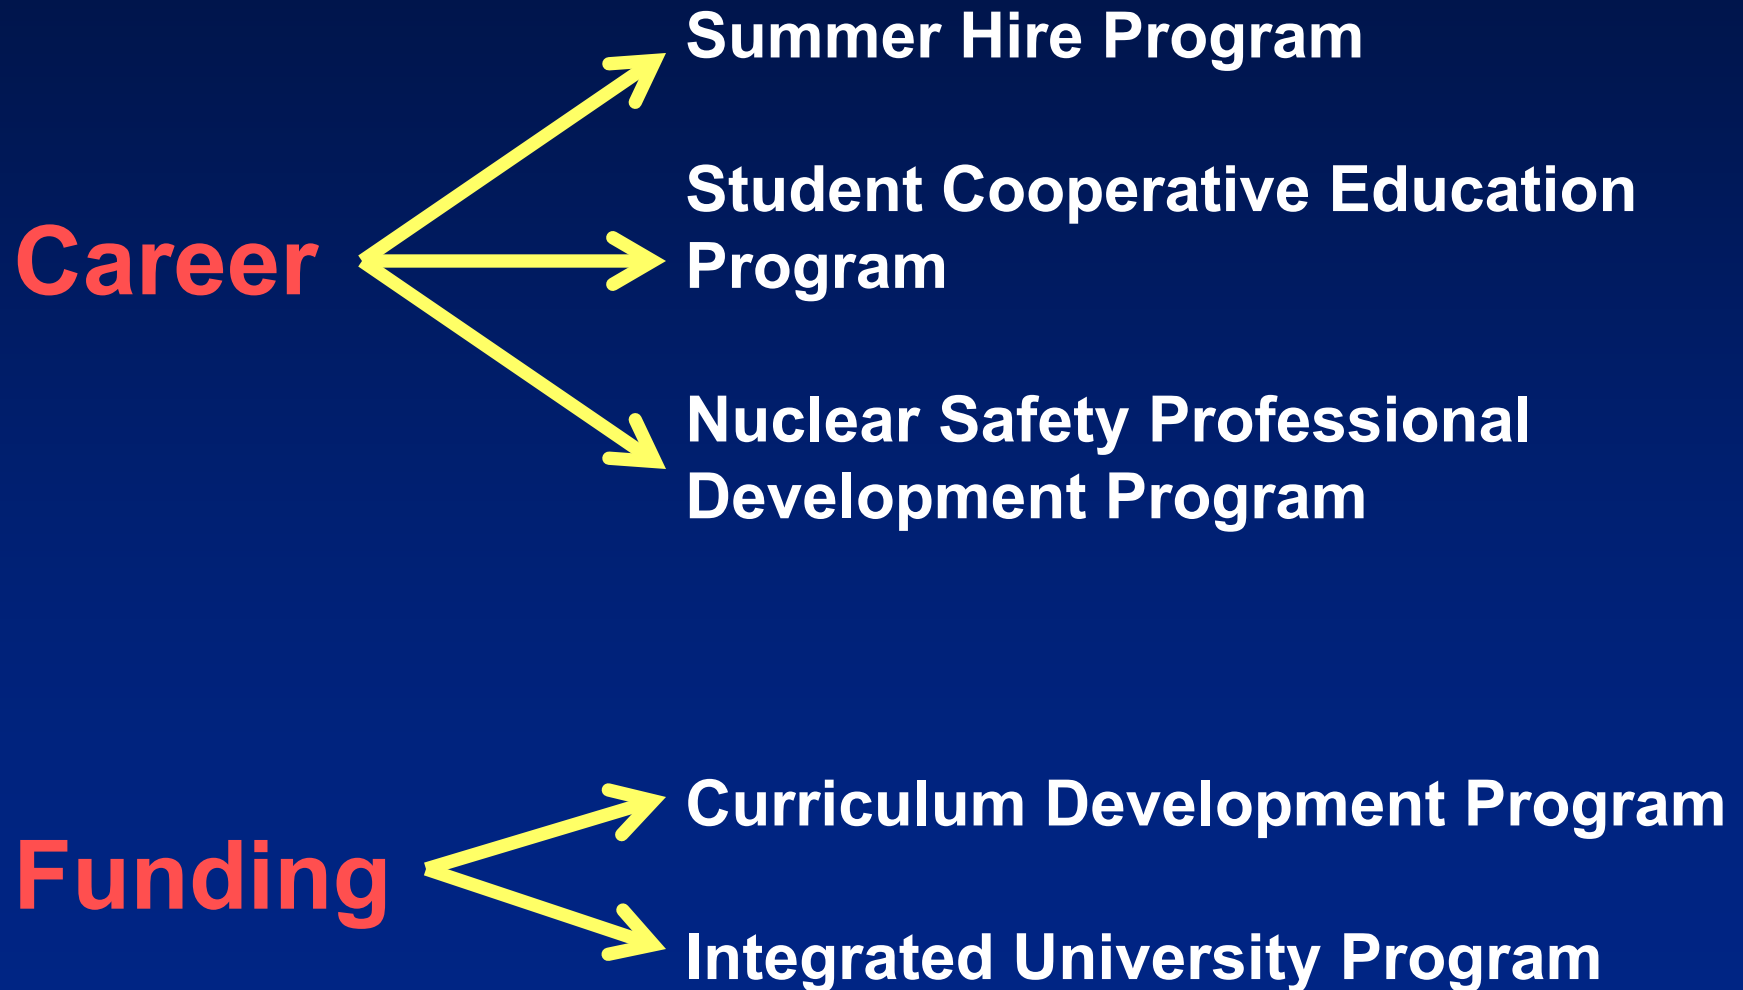 Summer Hire Program
Career
Student Cooperative Education
Program
Nuclear Safety Professional
Development Program
Funding
Curriculum Development Program
Integrated University Program